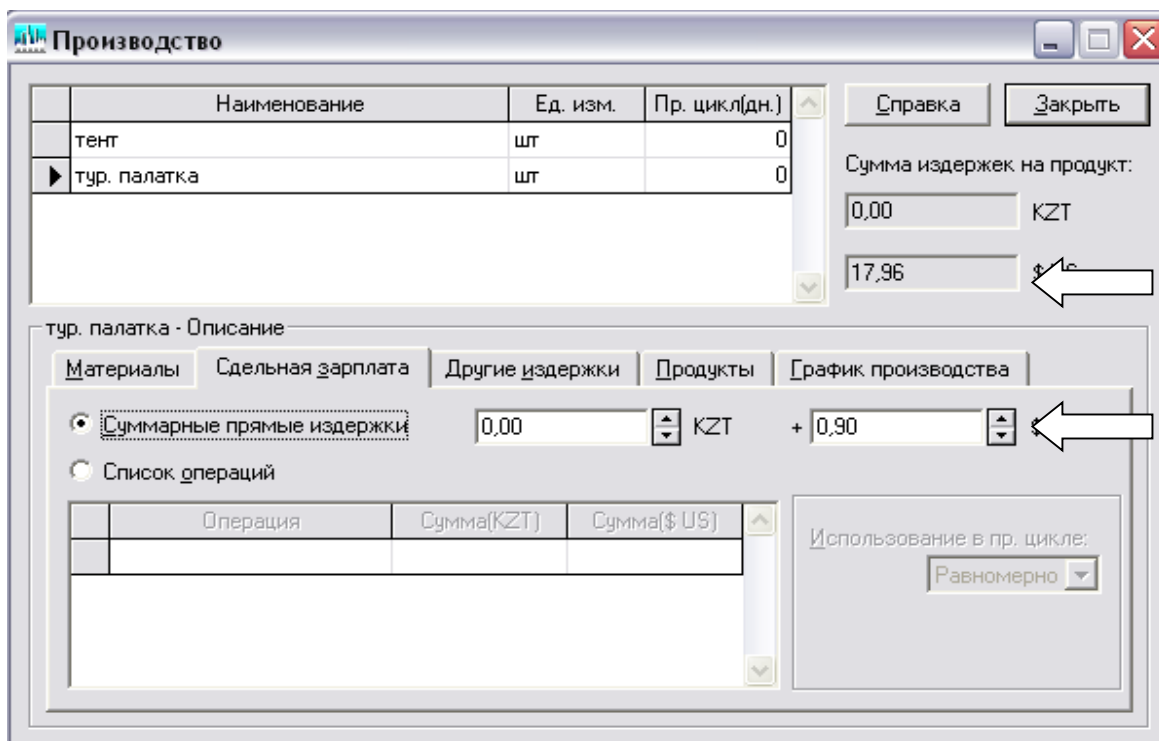 Производство
Наименование Ед. изм. Пр. цикл(дн.)
тент шт 0
тур. палатка шт 0
Справка Закрыть
Сумма издержек на продукт:
0,00 KZT
17,96
тур. палатка - Описание
Материалы Сдельная зарплата Другие издержки Продукты График производства
Суммарные прямые издержки 0,00 KZT + 0,90 $
Список операций
Операция Сумма(KZT) Сумма($ US)
Использование в пр. цикле:
Равномерно